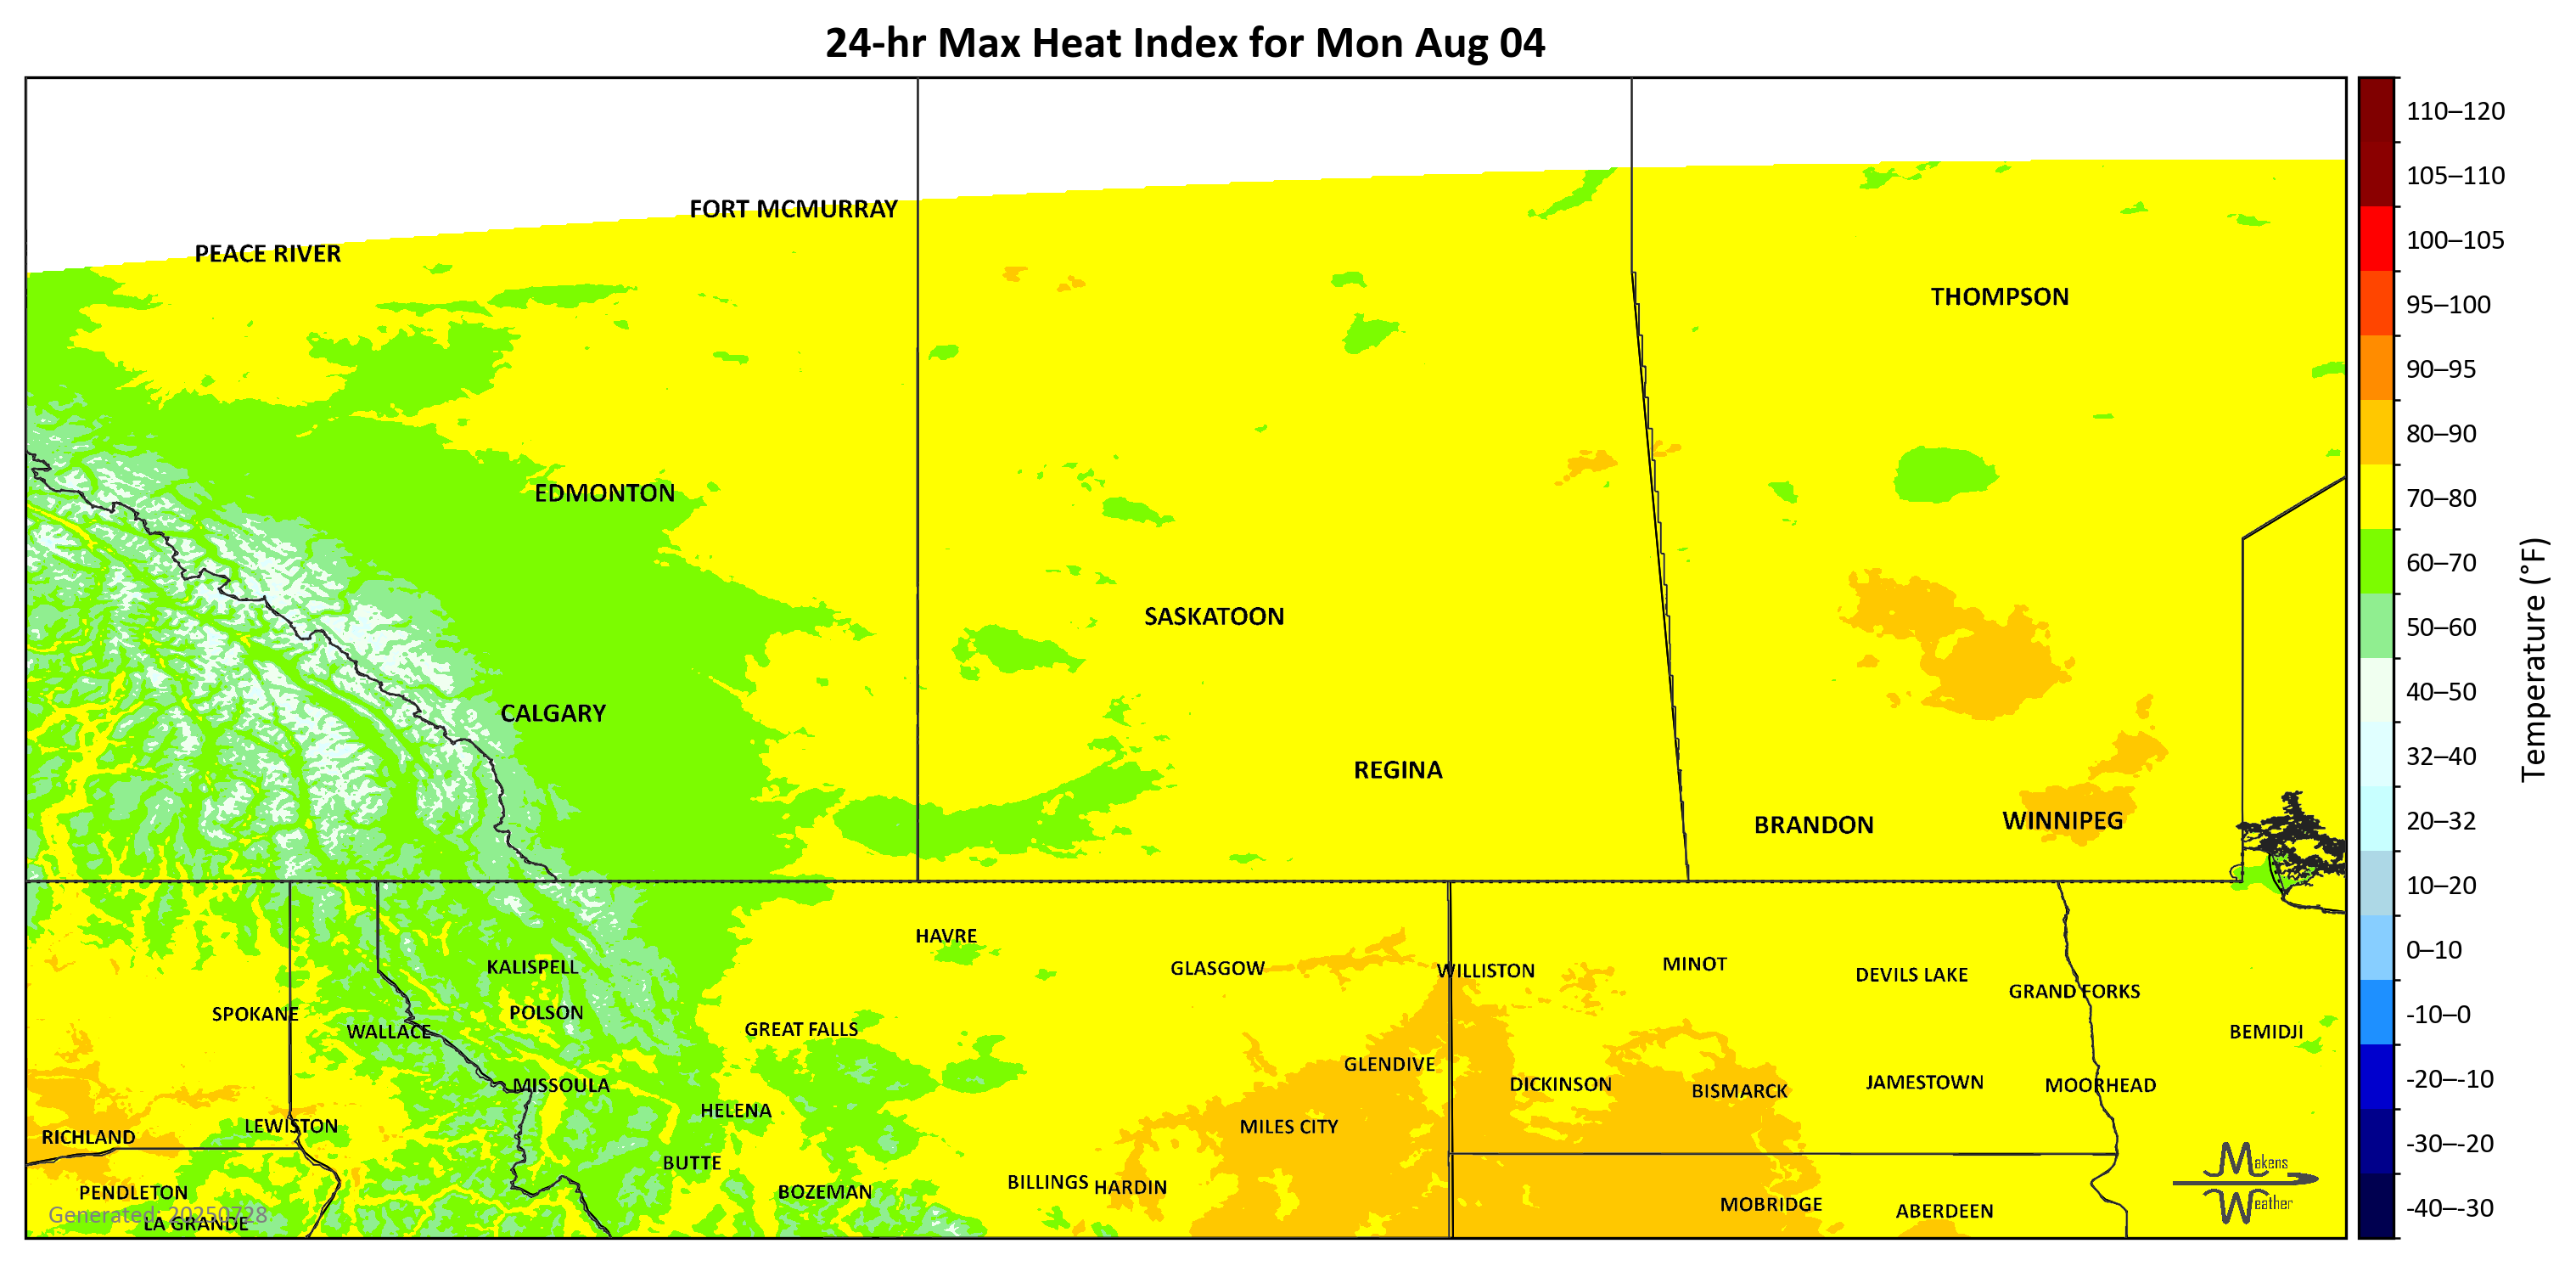 24-hr Max Heat Index for Mon Aug 04
110–120
105–110
FORT MCMURRAY
PEACE RIVER
100–105
THOMPSON
95–100
90–95
80–90
EDMONTON
70–80
60–70
SASKATOON
50–60
CALGARY
40–50
REGINA
32–40
BRANDON
WINNIPEG
20–32
10–20
HAVRE
0–10
KALISPELL
GLASGOW
WILLISTON
MINOT
DEVILS LAKE
GRAND FORKS
SPOKANE
POLSON
-10–0
WALLACE
GREAT FALLS
BEMIDJI
GLENDIVE
MISSOULA
DICKINSON
BISMARCK
JAMESTOWN
MOORHEAD
-20–-10
HELENA
LEWISTON
MILES CITY
RICHLAND
-30–-20
BUTTE
Makens
Weather
PENDLETON
BOZEMAN
BILLINGS
HARDIN
MOBRIDGE
ABERDEEN
-40–-30
Generated: 20250728
LA GRANDE
Temperature (°F)